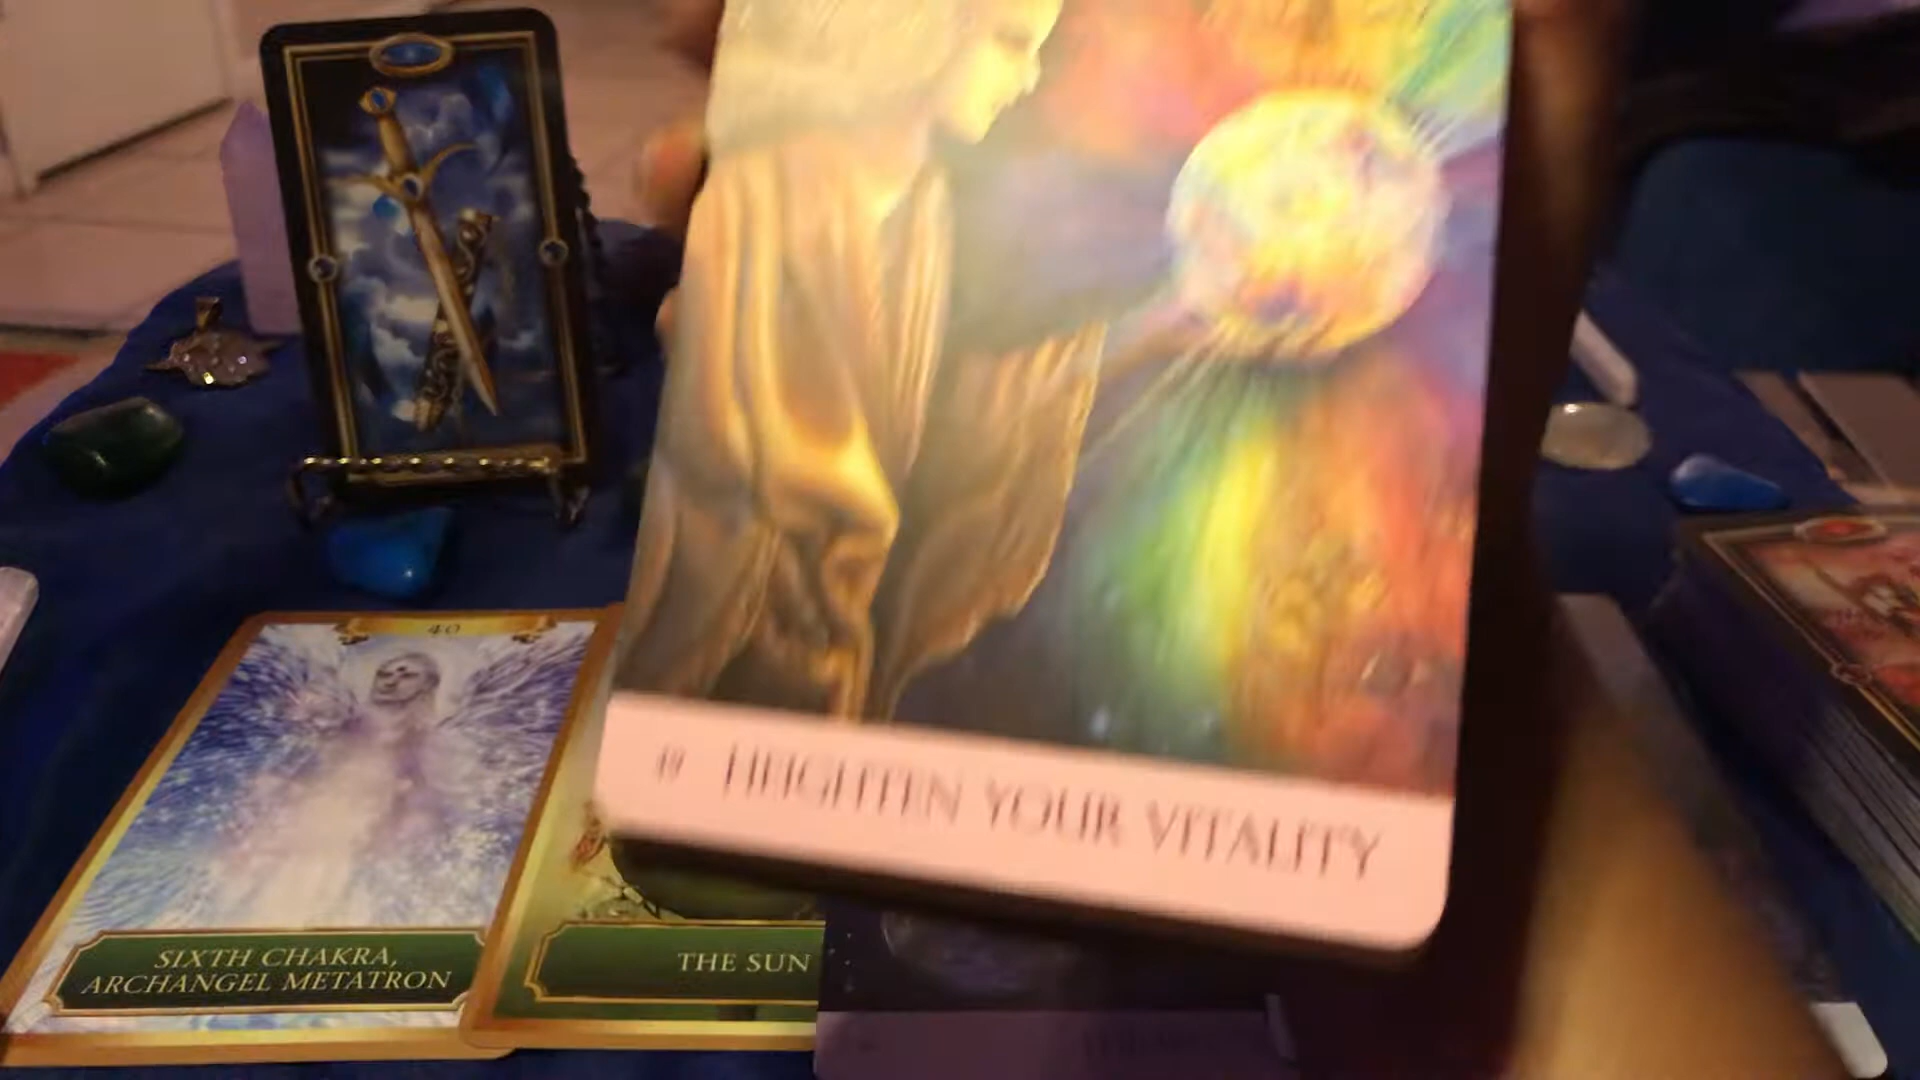 HEIGHTEN YOUR VITALITY
40
SIXTH CHAKRA,
ARCHANGEL METATRON
THE SUN